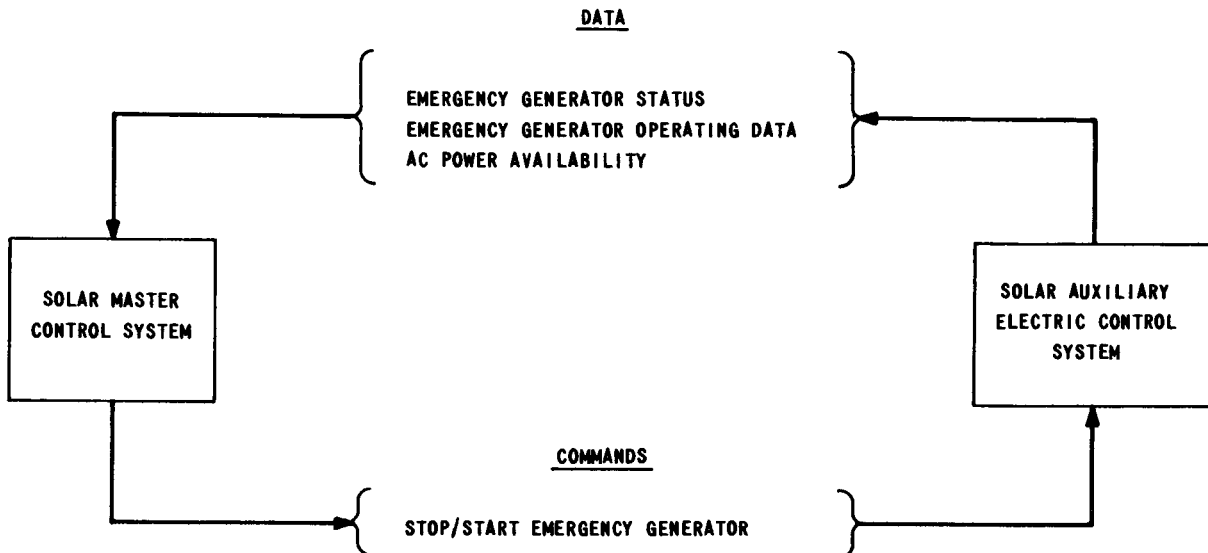 DATA
EMERGENCY GENERATOR STATUS
EMERGENCY GENERATOR OPERATING DATA
AC POWER AVAILABILITY
SOLAR MASTER
CONTROL SYSTEM
SOLAR AUXILIARY
ELECTRIC CONTROL
SYSTEM
COMMANDS
STOP/START EMERGENCY GENERATOR